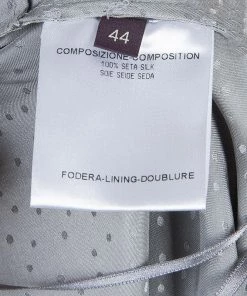 44
COMPOSIZIONE COMPOSITION
100% SETA SILK
SOIE SEIDE SEDA
FODERA-LINING-DOUBLURE